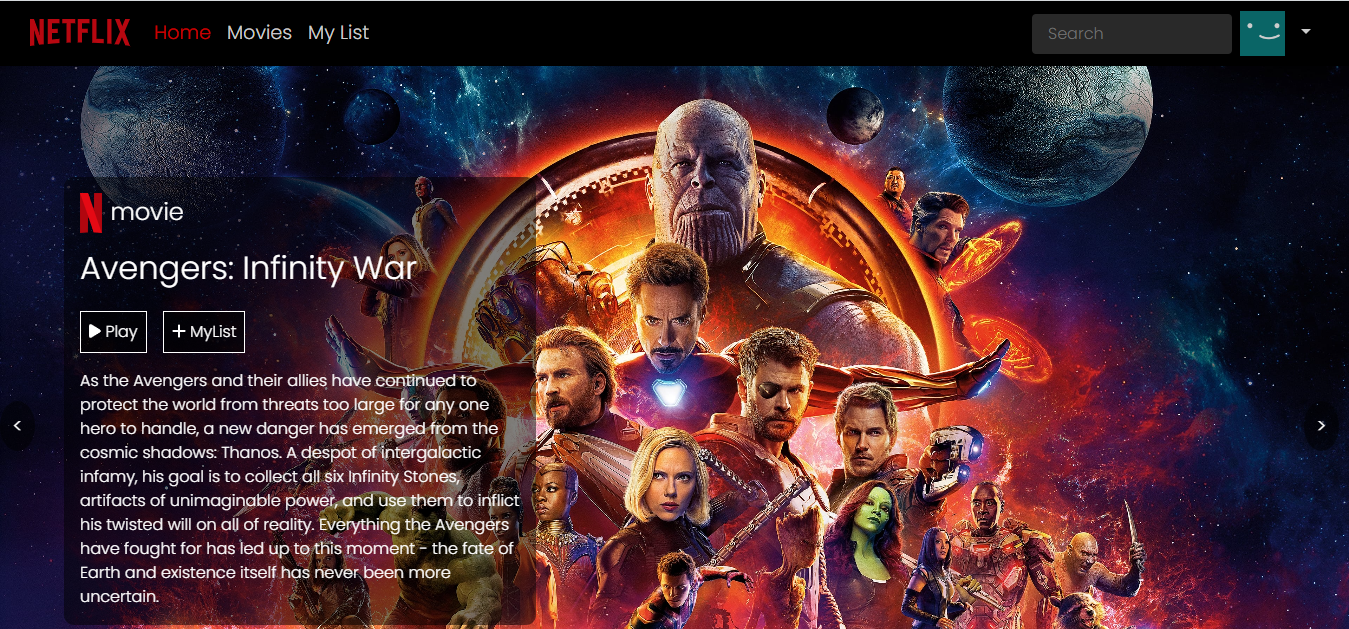 NETFLIX Home Movies My List Search
N movie
Avengers: Infinity War
Play MyList
As the Avengers and their allies have continued to
protect the world from threats too large for any one
hero to handle, a new danger has emerged from the
cosmic shadows: Thanos. A despot of intergalactic
infamy, his goal is to collect all six Infinity Stones,
artifacts of unimaginable power, and use them to inflict
his twisted will on all of reality. Everything the Avengers
have fought for has led up to this moment - the fate of
Earth and existence itself has never been more
uncertain.